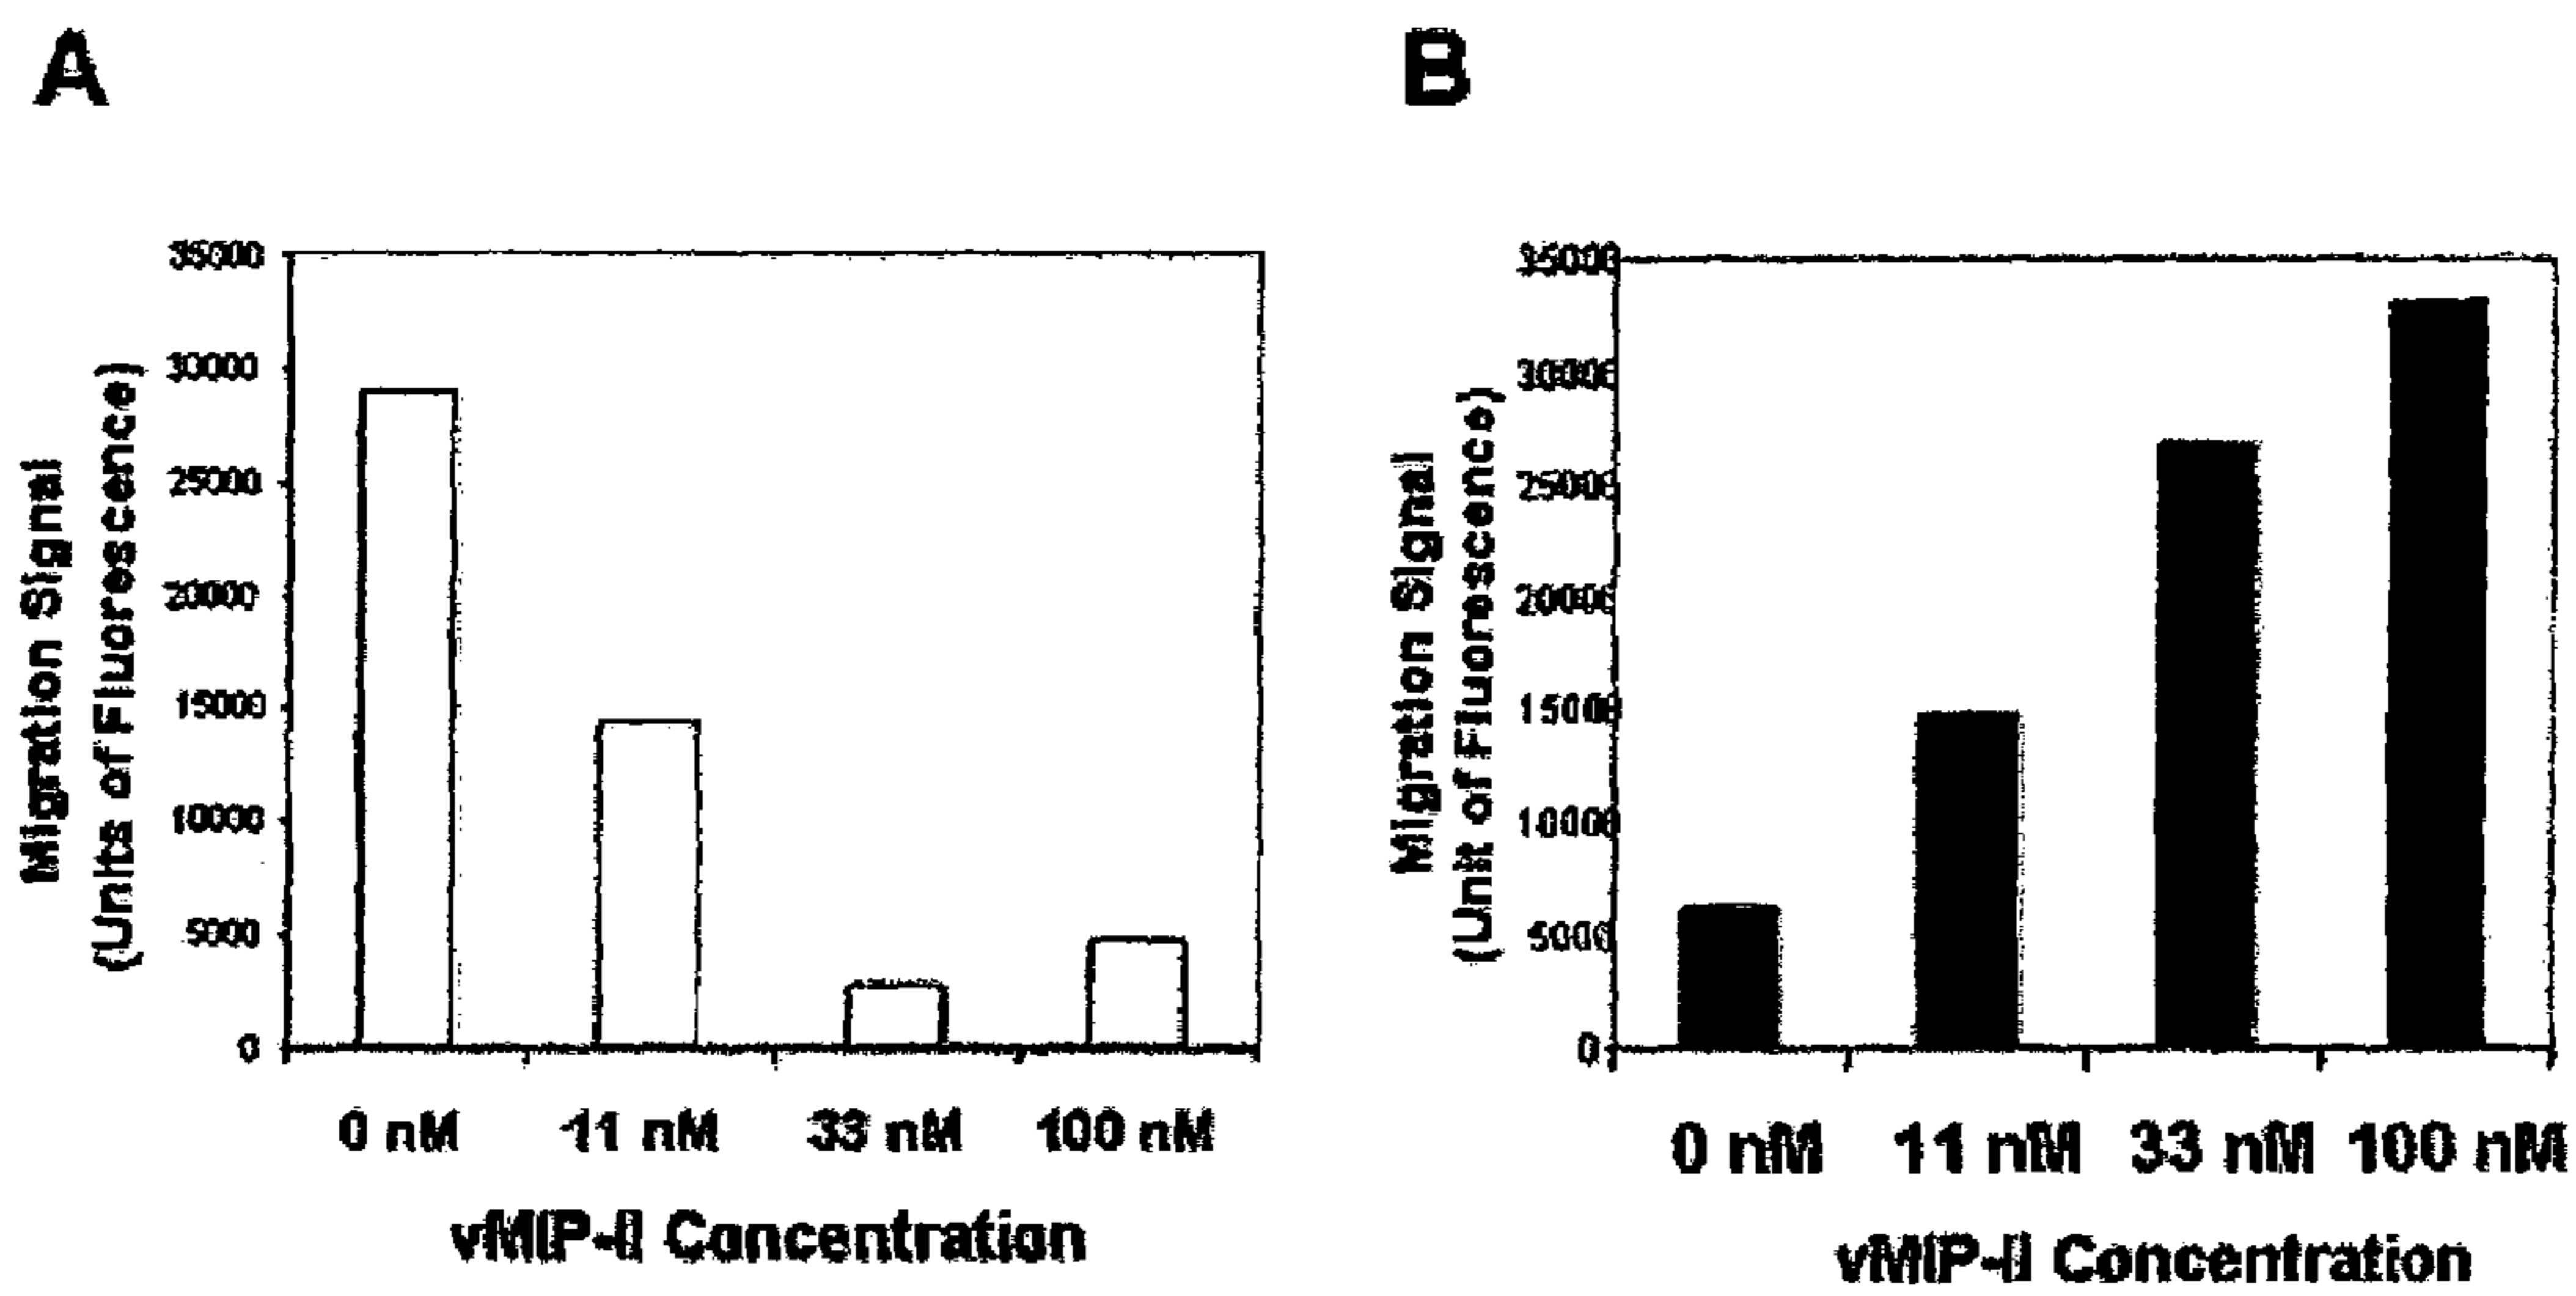 A
B
35000
30000
25000
20000
15000
10000
5000
0
Migration Signal
(Units of Fluorescence)
0 nM 11 nM 33 nM 100 nM
vMIP-II Concentration
35000
30000
25000
20000
15000
10000
5000
0
Migration Signal
(Unit of Fluorescence)
0 nM 11 nM 33 nM 100 nM
vMIP-II Concentration